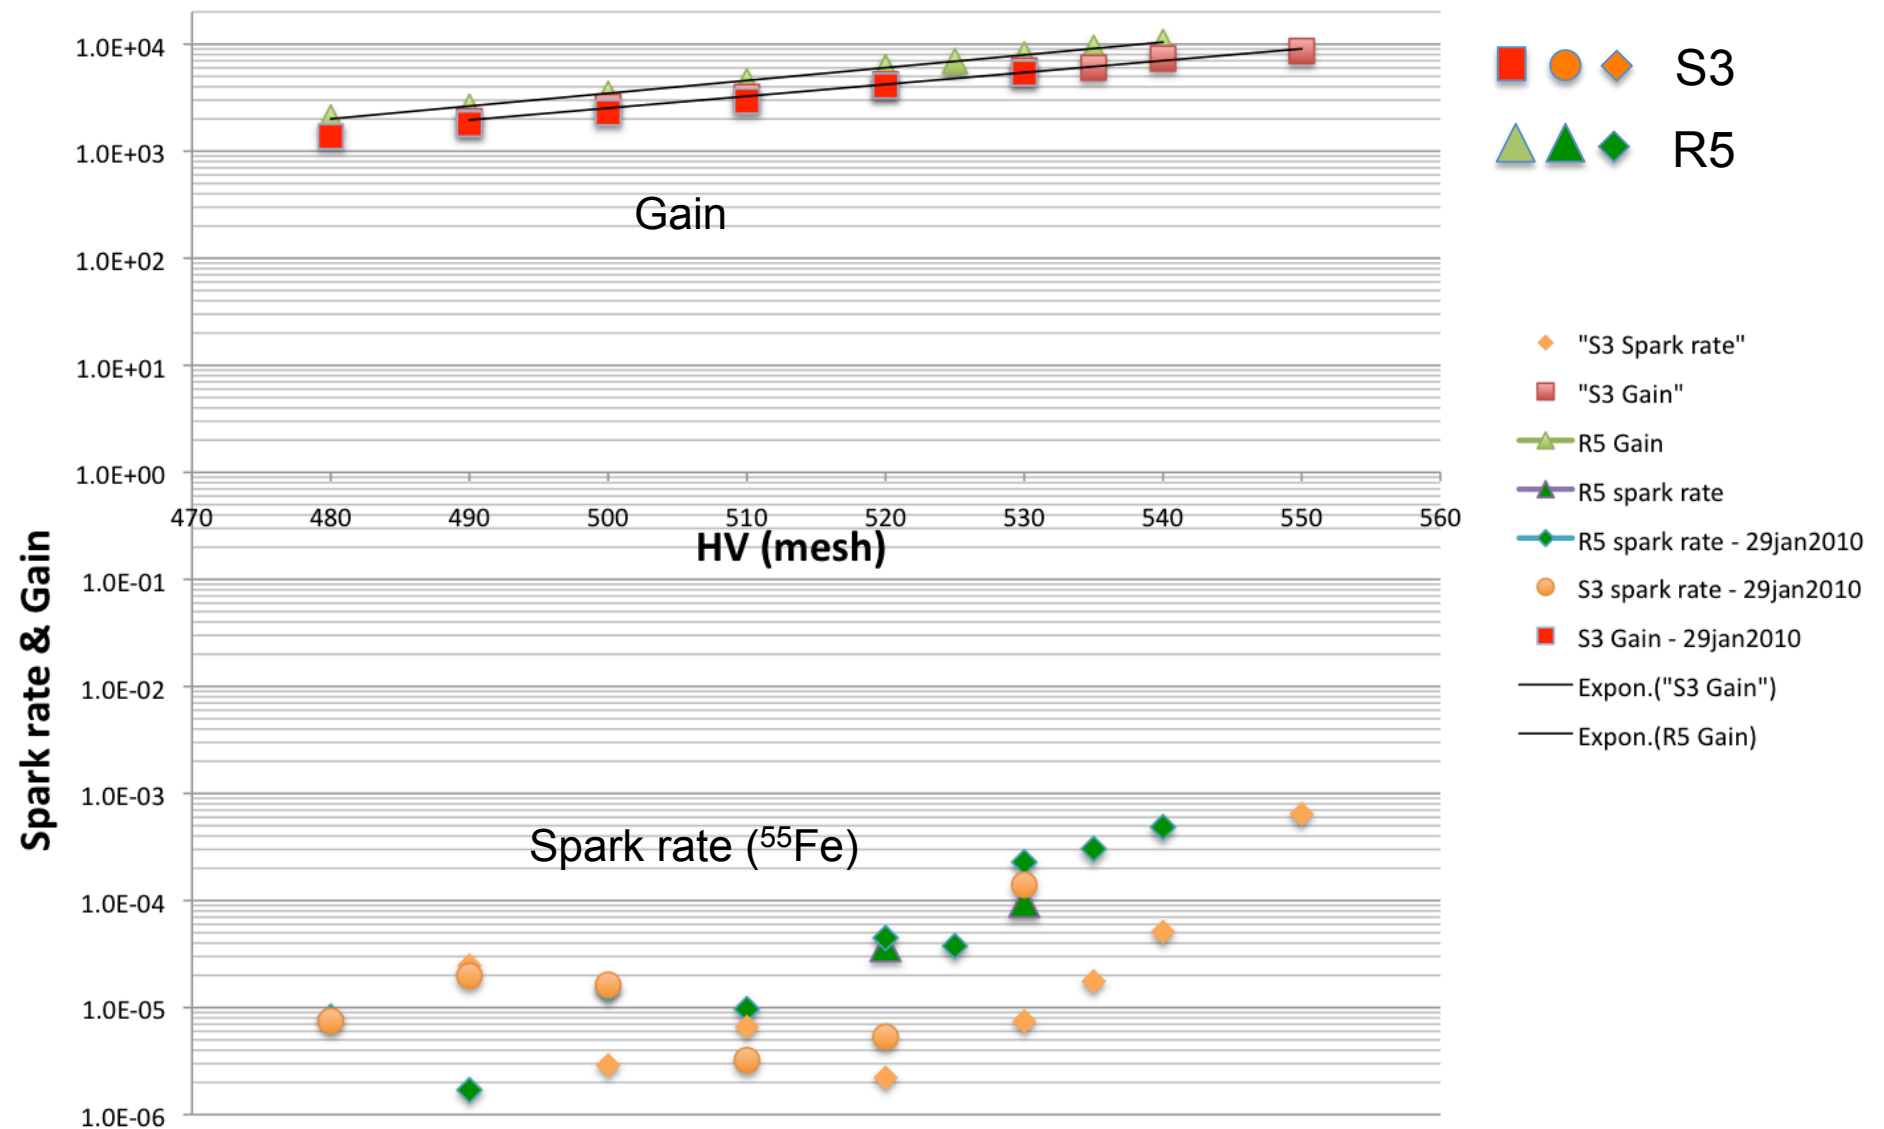 1.0E+04
1.0E+03
1.0E+02
1.0E+01
1.0E+00
1.0E-01
1.0E-02
1.0E-03
1.0E-04
1.0E-05
1.0E-06
Spark rate & Gain
Gain
470 480 490 500 510 520 530 540 550 560
HV (mesh)
Spark rate (⁵⁵Fe)
S3
R5
"S3 Spark rate"
"S3 Gain"
R5 Gain
R5 spark rate
R5 spark rate - 29jan2010
S3 spark rate - 29jan2010
S3 Gain - 29jan2010
Expon.("S3 Gain")
Expon.(R5 Gain)